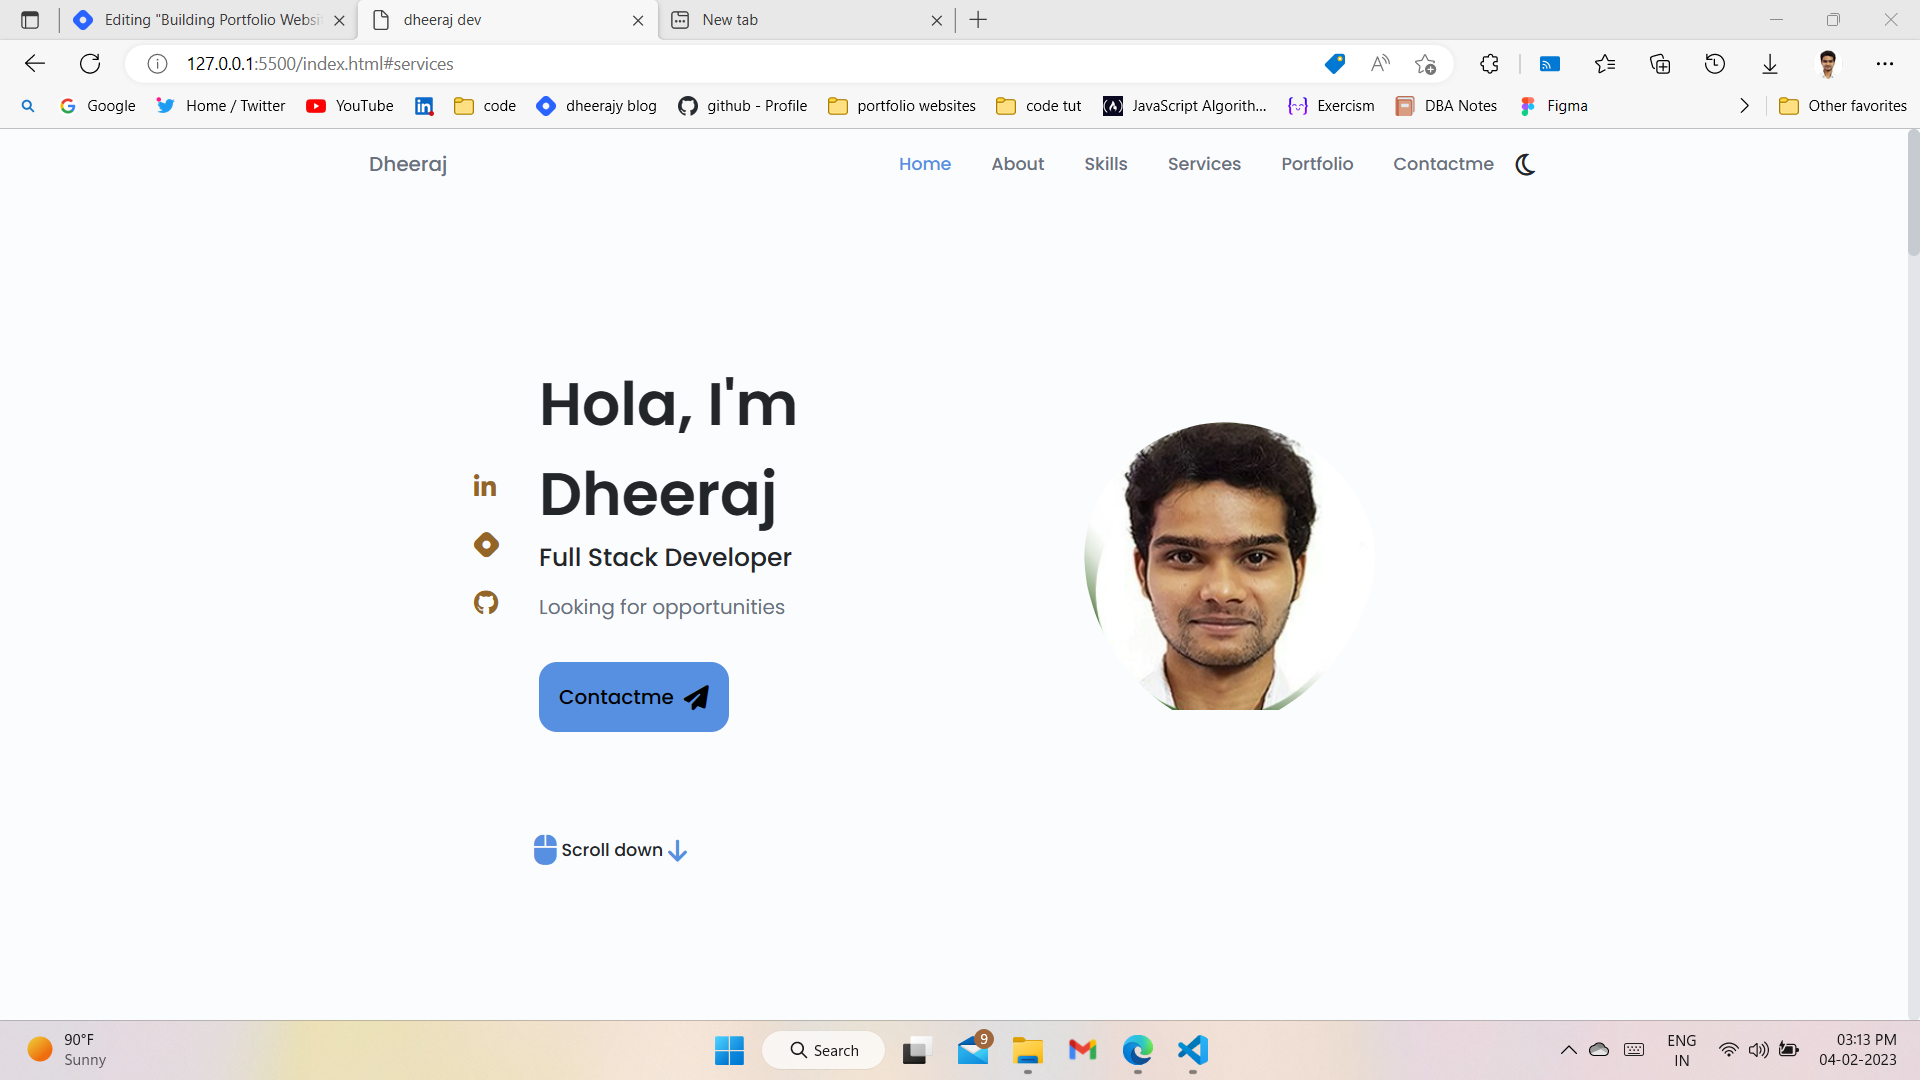 Editing "Building Portfolio Websi
dheeraj dev
New tab
127.0.0.1:5500/index.html#services
Google
Home / Twitter
YouTube
code
dheerajy blog
github - Profile
portfolio websites
code tut
JavaScript Algorith...
Exercism
DBA Notes
Figma
Other favorites
Dheeraj
Home
About
Skills
Services
Portfolio
Contactme
Hola, I'm
Dheeraj
Full Stack Developer
Looking for opportunities
Contactme
Scroll down
90°F
Sunny
Search
9
ENG
IN
03:13 PM
04-02-2023